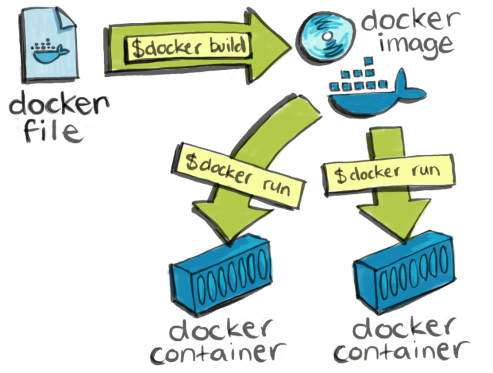 $docker build
docker
image
docker
file
$docker run
$docker run
docker
container
docker
container